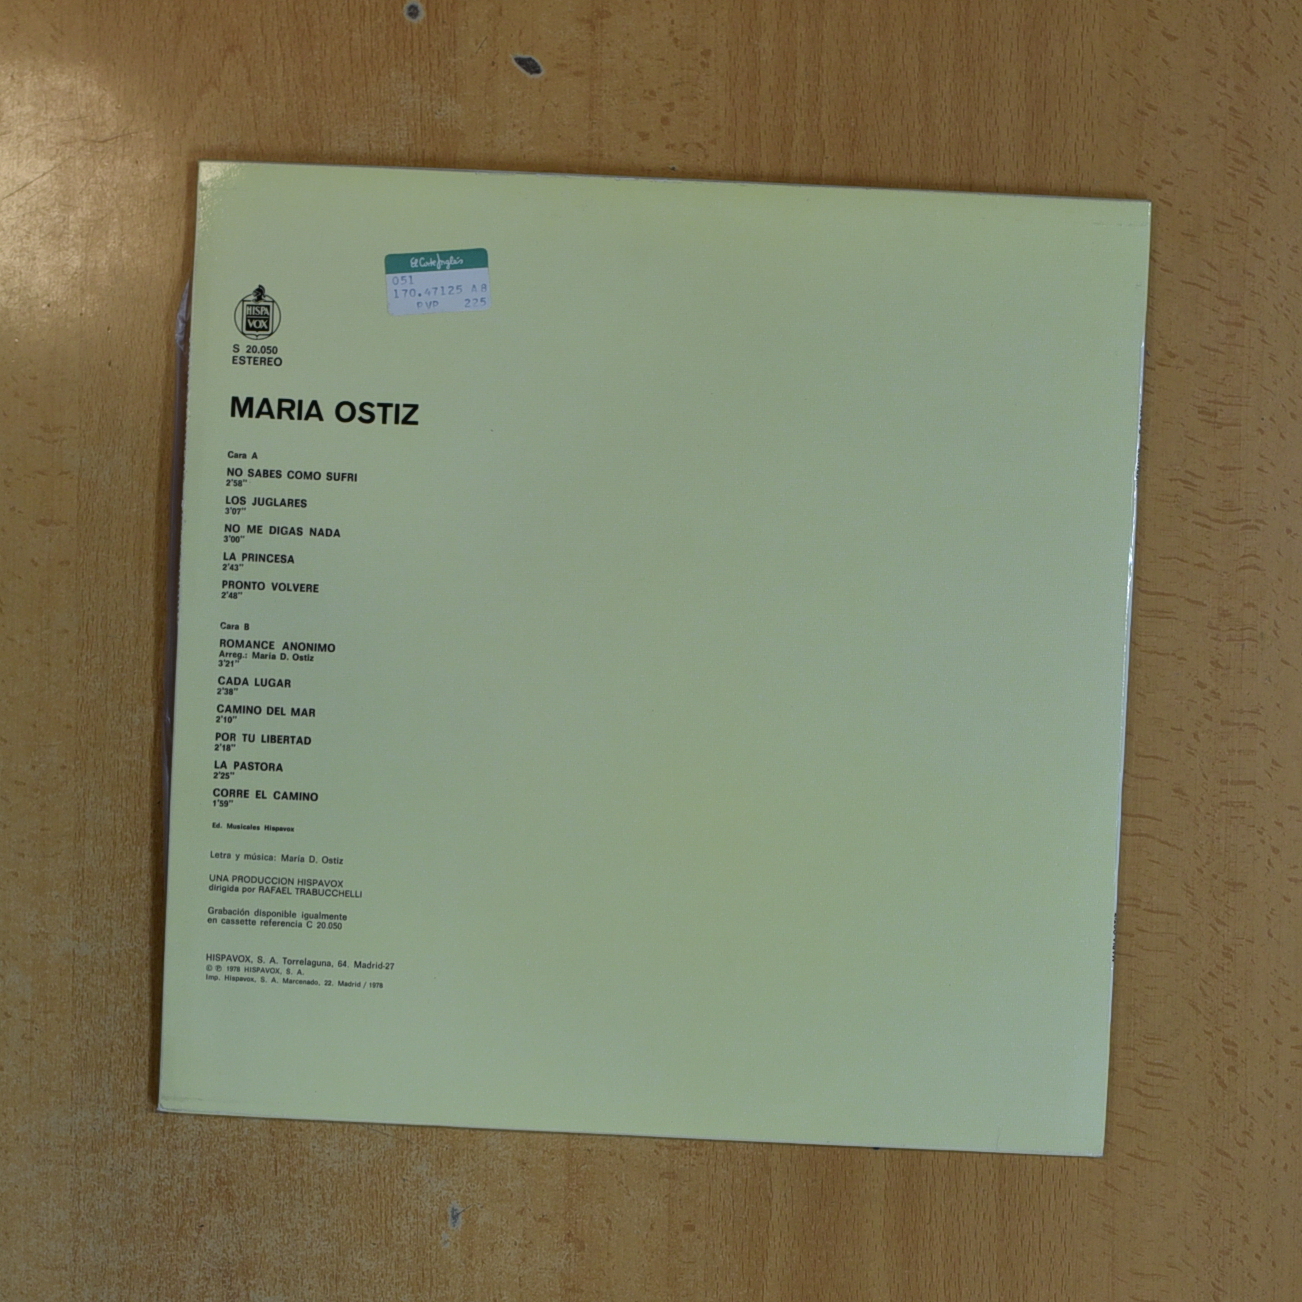 El Corte Inglés
051
170.47125 A8
PVP 225
HISPA
VOX
S 20.050
ESTEREO
MARIA OSTIZ
Cara A
NO SABES COMO SUFRI
2'58"
LOS JUGLARES
3'07"
NO ME DIGAS NADA
3'00"
LA PRINCESA
2'43"
PRONTO VOLVERE
2'48"
Cara B
ROMANCE ANONIMO
Arreg.: María D. Ostiz
3'21"
CADA LUGAR
2'38"
CAMINO DEL MAR
2'10"
POR TU LIBERTAD
2'18"
LA PASTORA
2'25"
CORRE EL CAMINO
1'59"
Ed. Musicales Hispavox
Letra y música: María D. Ostiz
UNA PRODUCCION HISPAVOX
dirigida por RAFAEL TRABUCCHELLI
Grabación disponible igualmente
en cassette referencia C 20.050
HISPAVOX, S. A. Torrelaguna, 64. Madrid-27
© ℗ 1978 HISPAVOX, S. A.
Imp. Hispavox, S. A. Marcenado, 22. Madrid / 1978